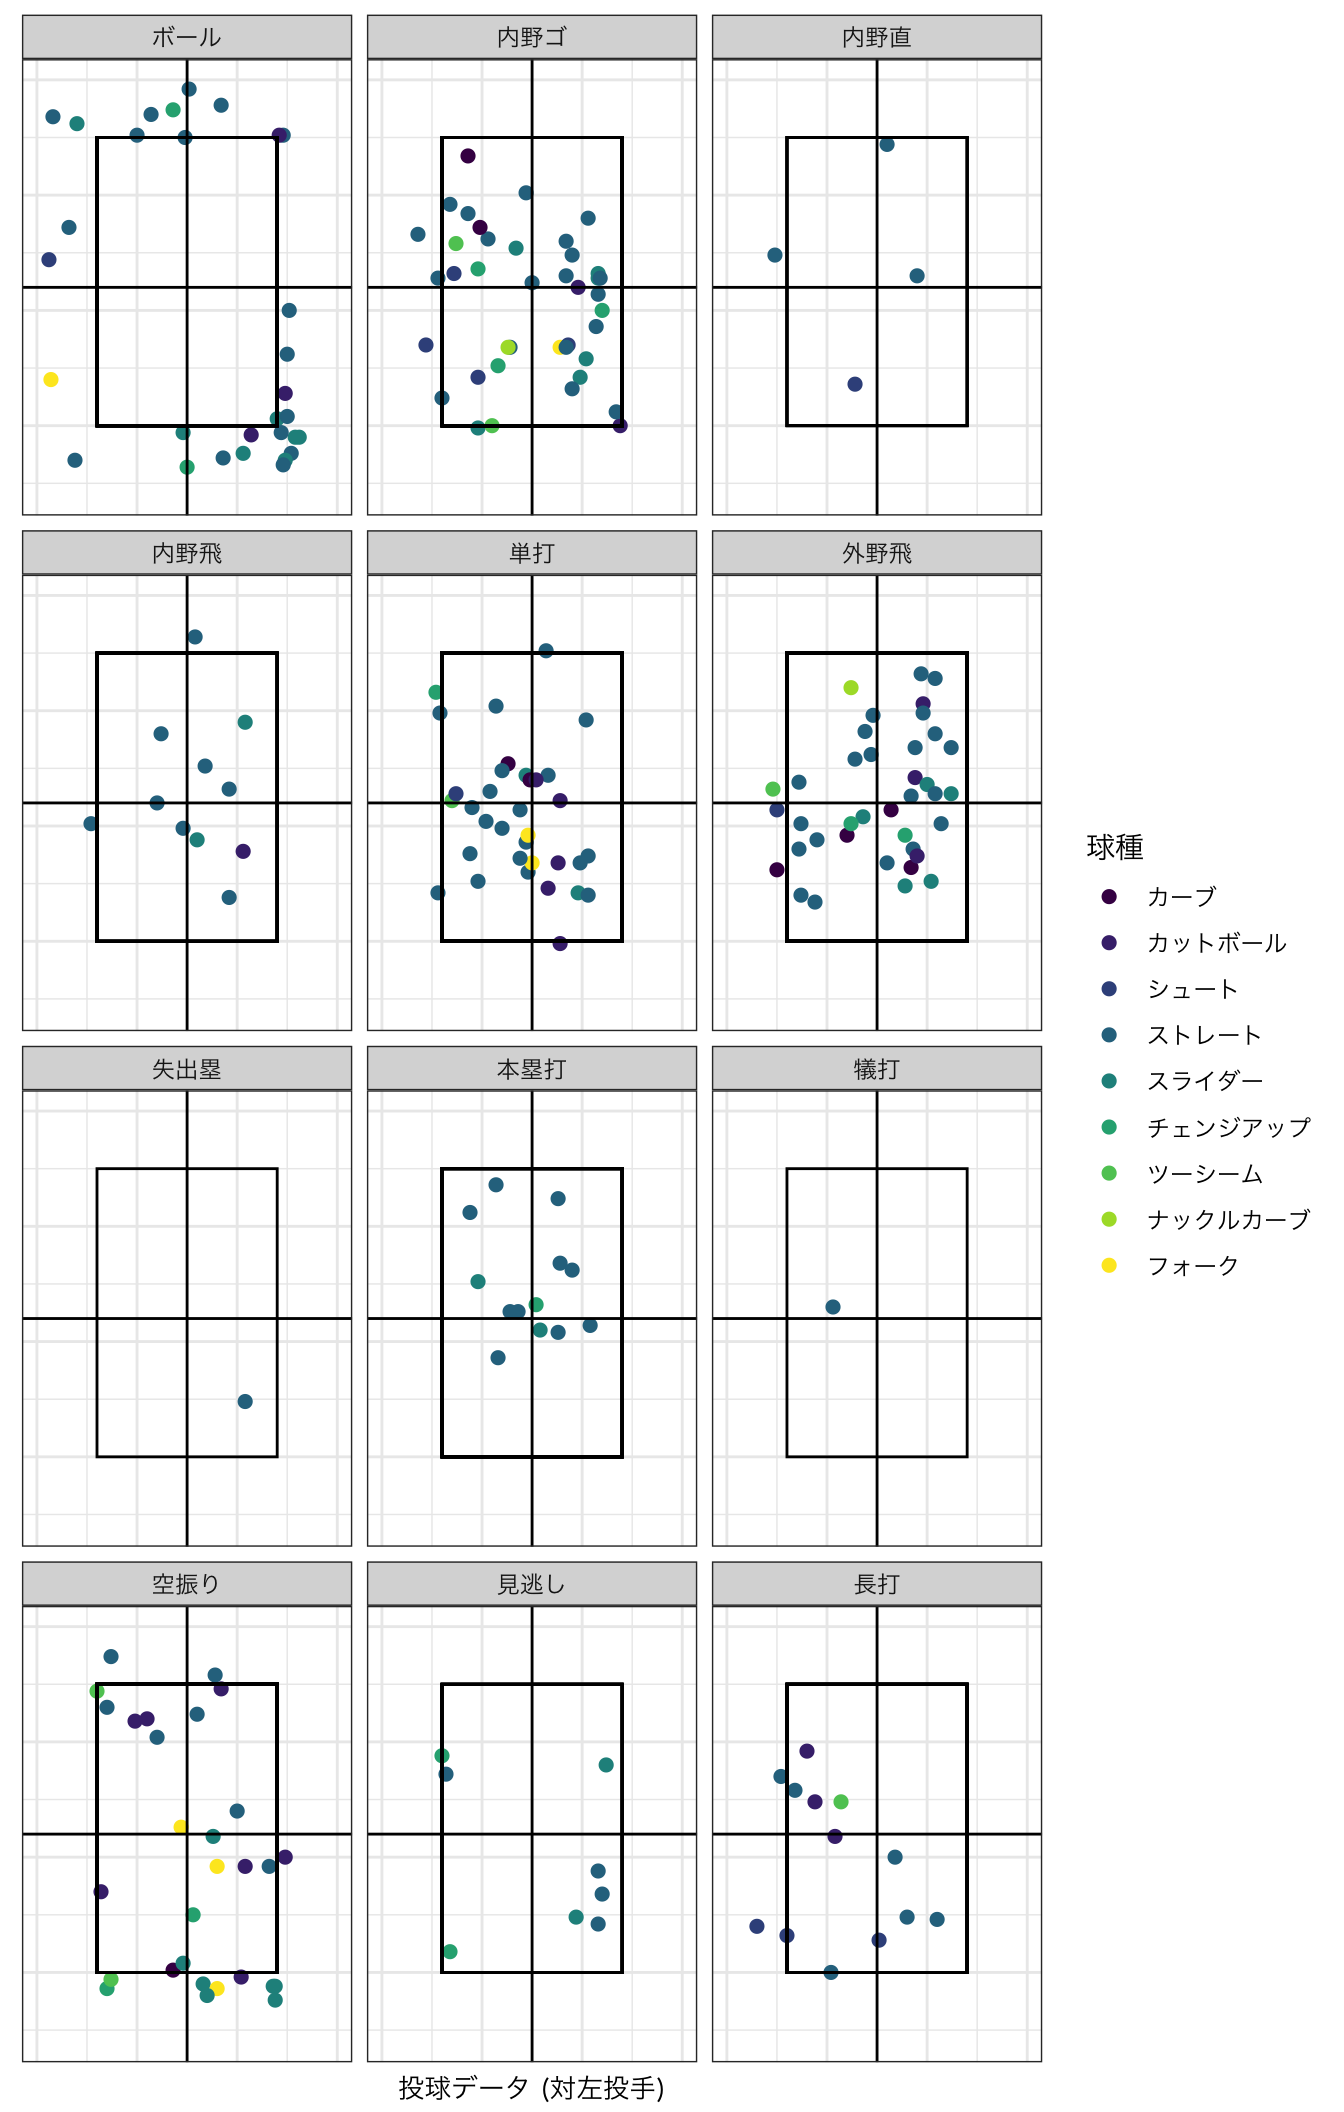 ボール
内野ゴ
内野直
内野飛
単打
外野飛
失出塁
本塁打
犠打
空振り
見逃し
長打
球種
カーブ
カットボール
シュート
ストレート
スライダー
チェンジアップ
ツーシーム
ナックルカーブ
フォーク
投球データ (対左投手)